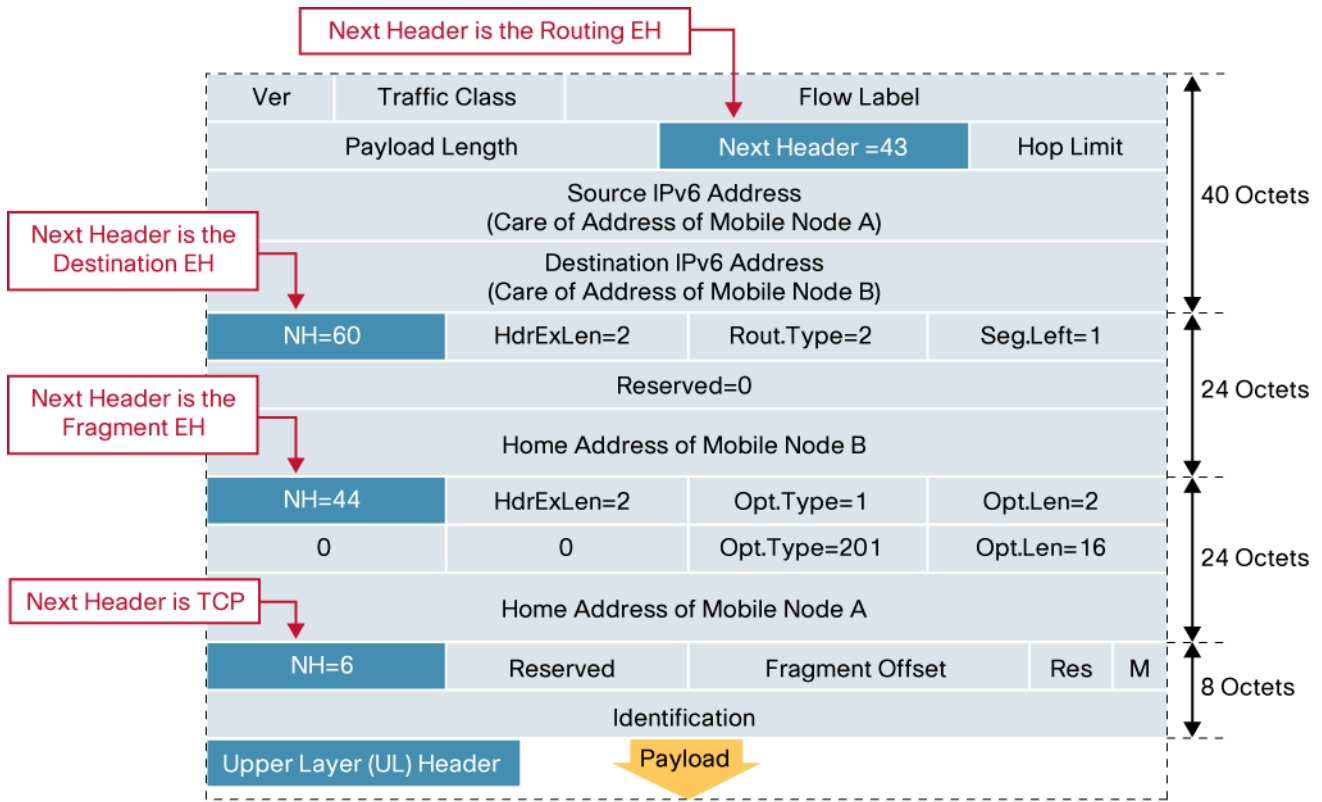 Next Header is the Routing EH
Ver
Traffic Class
Flow Label
Payload Length
Next Header =43
Hop Limit
Source IPv6 Address
(Care of Address of Mobile Node A)
40 Octets
Next Header is the
Destination EH
Destination IPv6 Address
(Care of Address of Mobile Node B)
NH=60
HdrExLen=2
Rout.Type=2
Seg.Left=1
Reserved=0
24 Octets
Next Header is the
Fragment EH
Home Address of Mobile Node B
NH=44
HdrExLen=2
Opt.Type=1
Opt.Len=2
0
0
Opt.Type=201
Opt.Len=16
24 Octets
Next Header is TCP
Home Address of Mobile Node A
NH=6
Reserved
Fragment Offset
Res
M
8 Octets
Identification
Upper Layer (UL) Header
Payload